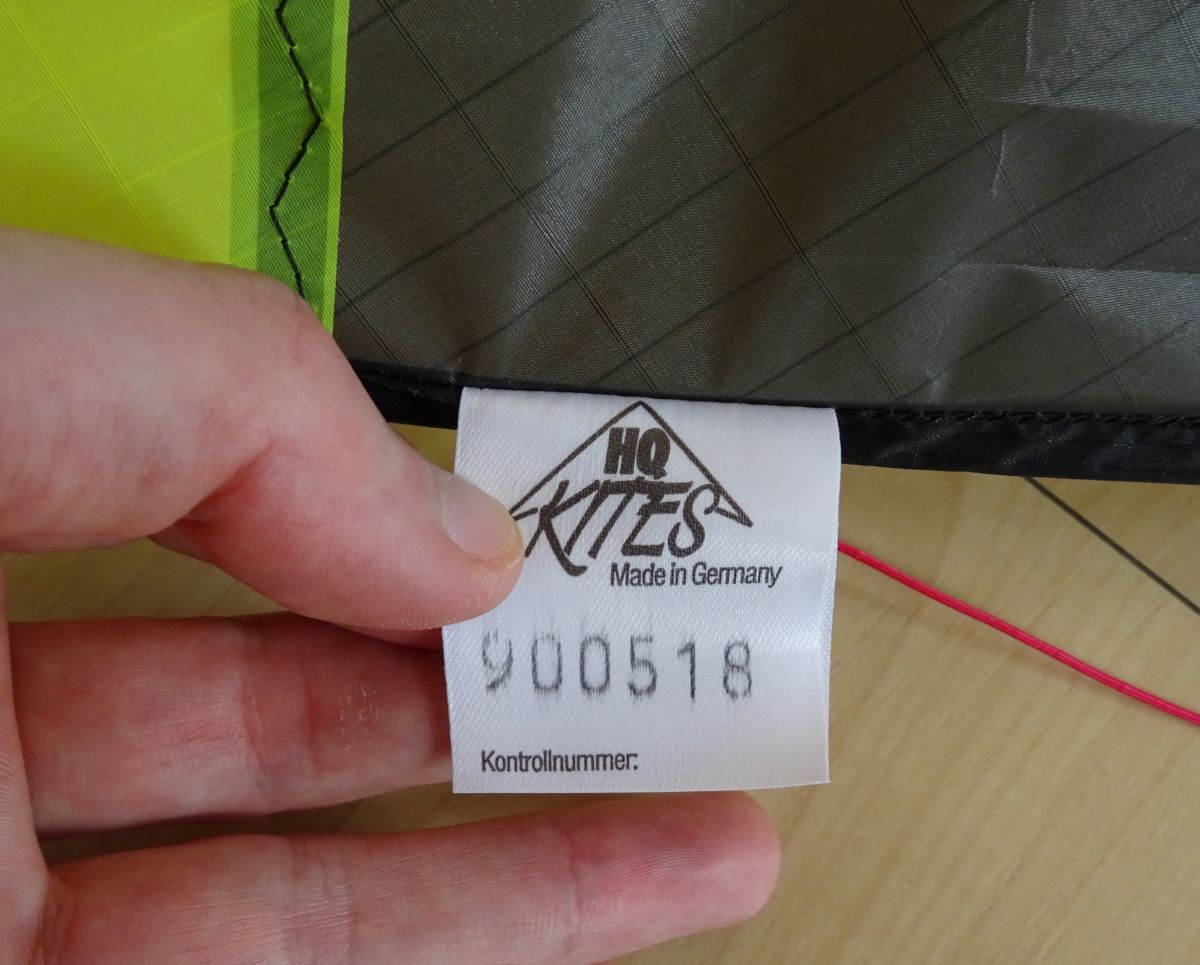 HQ
KITES
Made in Germany
900518
Kontrollnummer: